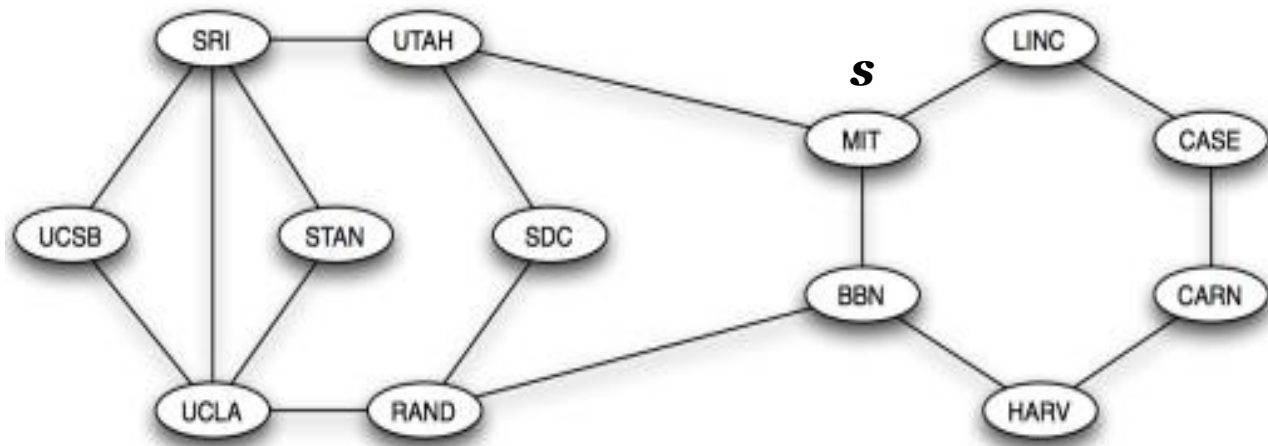 SRI UTAH LINC
s
MIT CASE
UCSB STAN SDC
BBN CARN
UCLA RAND HARV